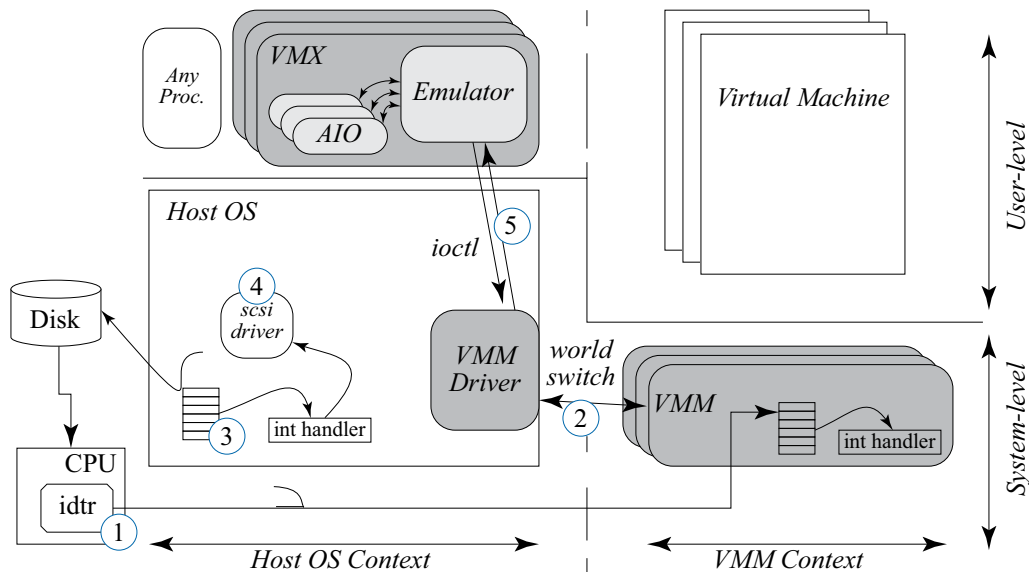 Any
Proc.
VMX
Emulator
AIO
Virtual Machine
User-level
Host OS
5
ioctl
4
scsi
driver
Disk
VMM
Driver
world
switch
2
VMM
3
int handler
int handler
System-level
CPU
idtr
1
Host OS Context
VMM Context